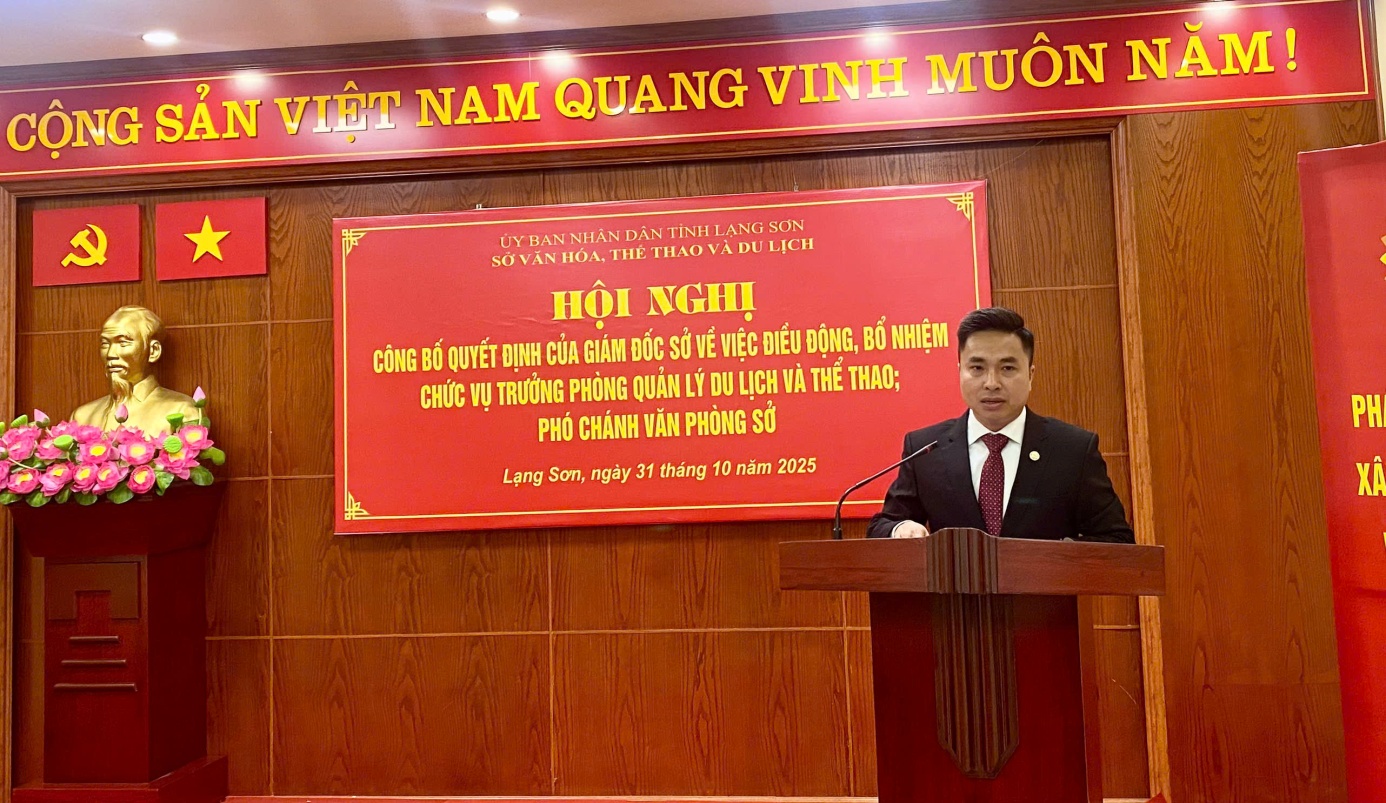 CỘNG SẢN VIỆT NAM QUANG VINH MUÔN NĂM!
ỦY BAN NHÂN DÂN TỈNH LẠNG SƠN
SỞ VĂN HÓA, THỂ THAO VÀ DU LỊCH
HỘI NGHỊ
CÔNG BỐ QUYẾT ĐỊNH CỦA GIÁM ĐỐC SỞ VỀ VIỆC ĐIỀU ĐỘNG, BỔ NHIỆM
CHỨC VỤ TRƯỞNG PHÒNG QUẢN LÝ DU LỊCH VÀ THỂ THAO;
PHÓ CHÁNH VĂN PHÒNG SỞ
Lạng Sơn, ngày 31 tháng 10 năm 2025